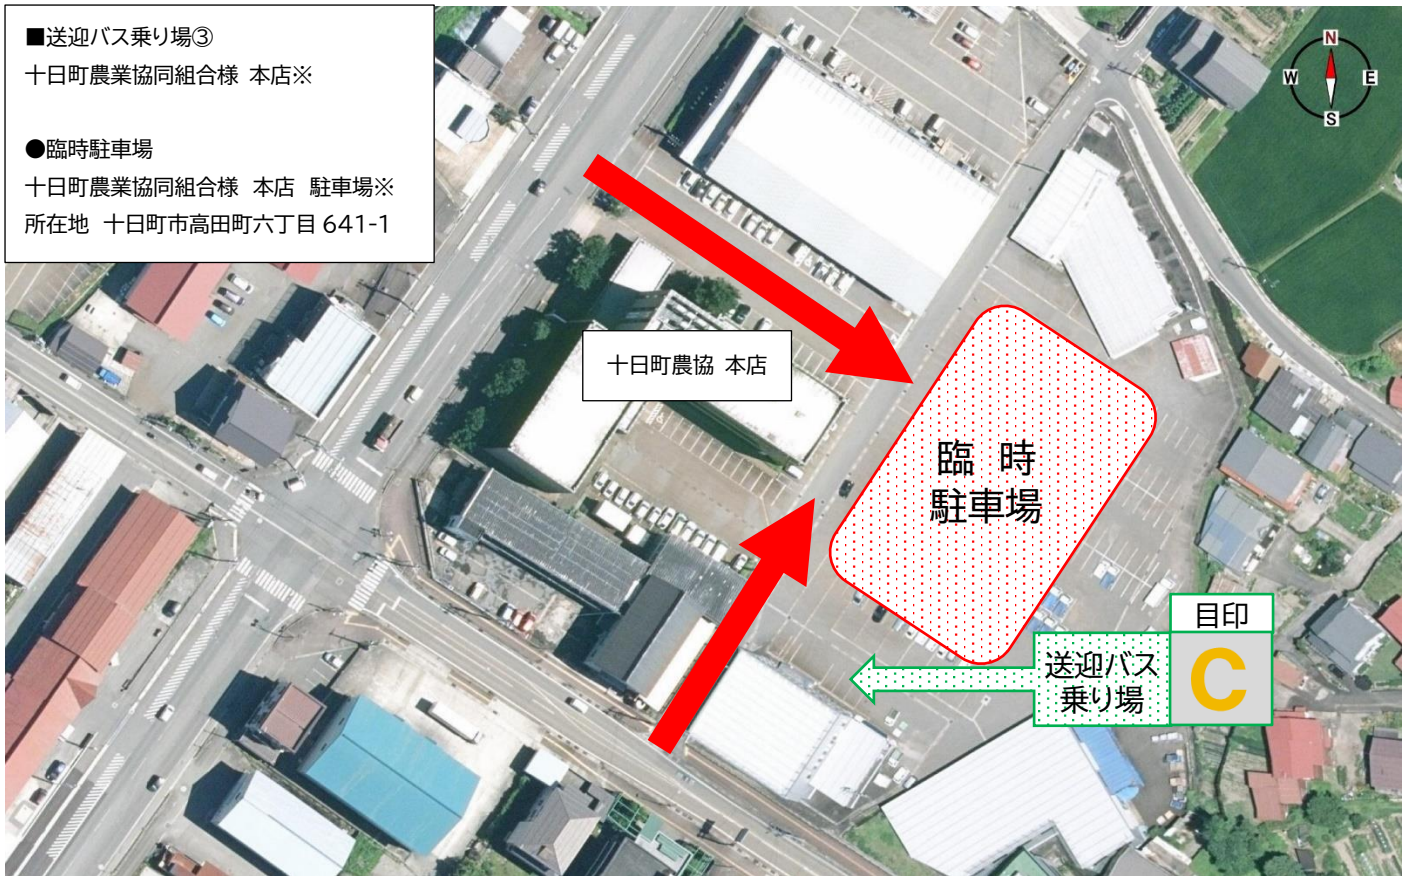 ■送迎バス乗り場③
十日町農業協同組合様 本店※
●臨時駐車場
十日町農業協同組合様 本店 駐車場※
所在地 十日町市高田町六丁目 641-1
N
W
E
S
十日町農協 本店
臨 時
駐車場
目印
送迎バス
乗り場
C